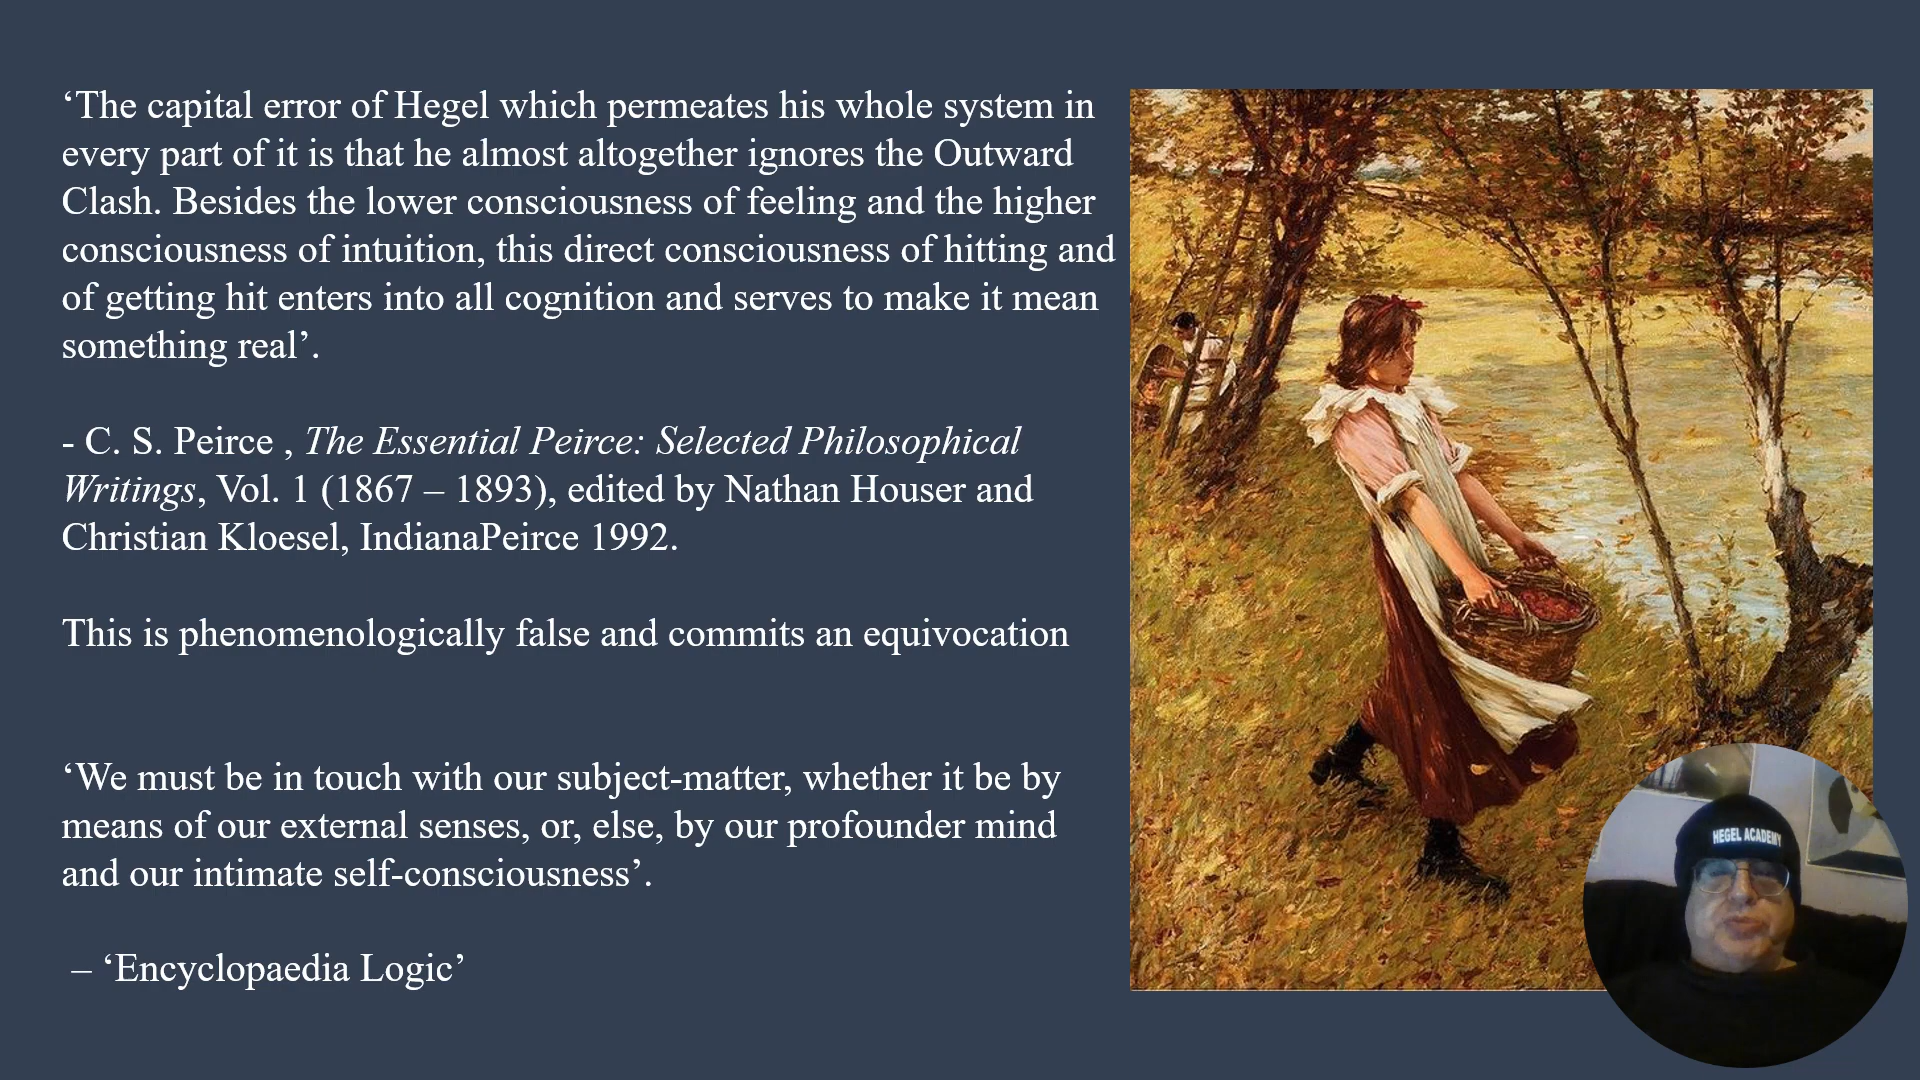 ‘The capital error of Hegel which permeates his whole system in
every part of it is that he almost altogether ignores the Outward
Clash. Besides the lower consciousness of feeling and the higher
consciousness of intuition, this direct consciousness of hitting and
of getting hit enters into all cognition and serves to make it mean
something real’.
- C. S. Peirce , The Essential Peirce: Selected Philosophical
Writings, Vol. 1 (1867 – 1893), edited by Nathan Houser and
Christian Kloesel, IndianaPeirce 1992.
This is phenomenologically false and commits an equivocation
‘We must be in touch with our subject-matter, whether it be by
means of our external senses, or, else, by our profounder mind
and our intimate self-consciousness’.
– ‘Encyclopaedia Logic’
HEGEL ACADEMY